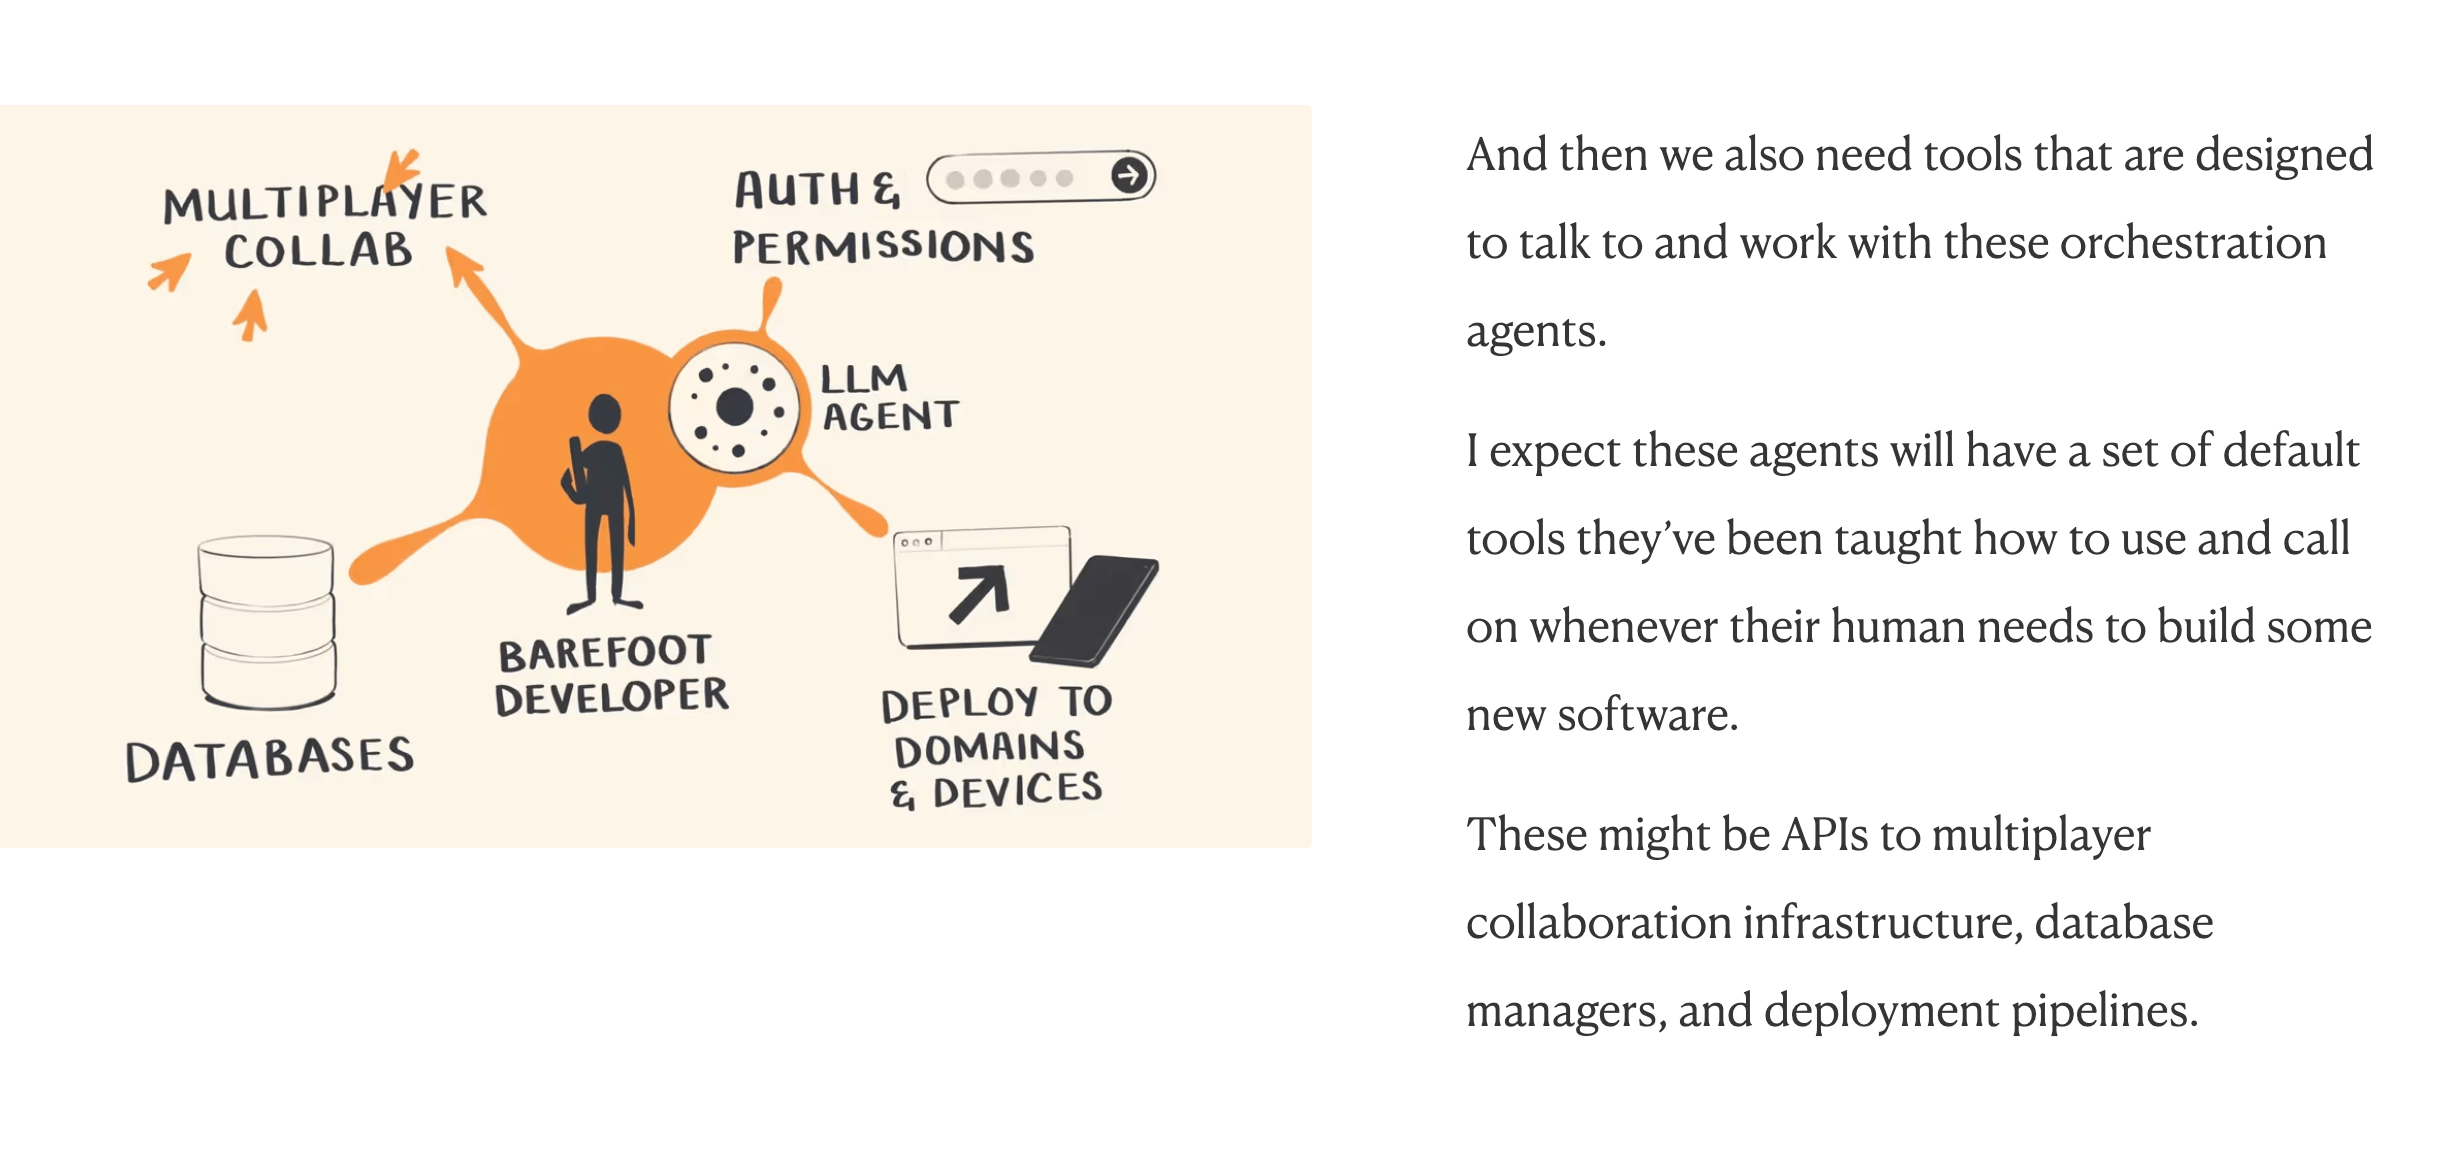 MULTIPLAYER
COLLAB
AUTH &
PERMISSIONS
LLM
AGENT
BAREFOOT
DEVELOPER
DATABASES
DEPLOY TO
DOMAINS
& DEVICES
And then we also need tools that are designed
to talk to and work with these orchestration
agents.
I expect these agents will have a set of default
tools they’ve been taught how to use and call
on whenever their human needs to build some
new software.
These might be APIs to multiplayer
collaboration infrastructure, database
managers, and deployment pipelines.